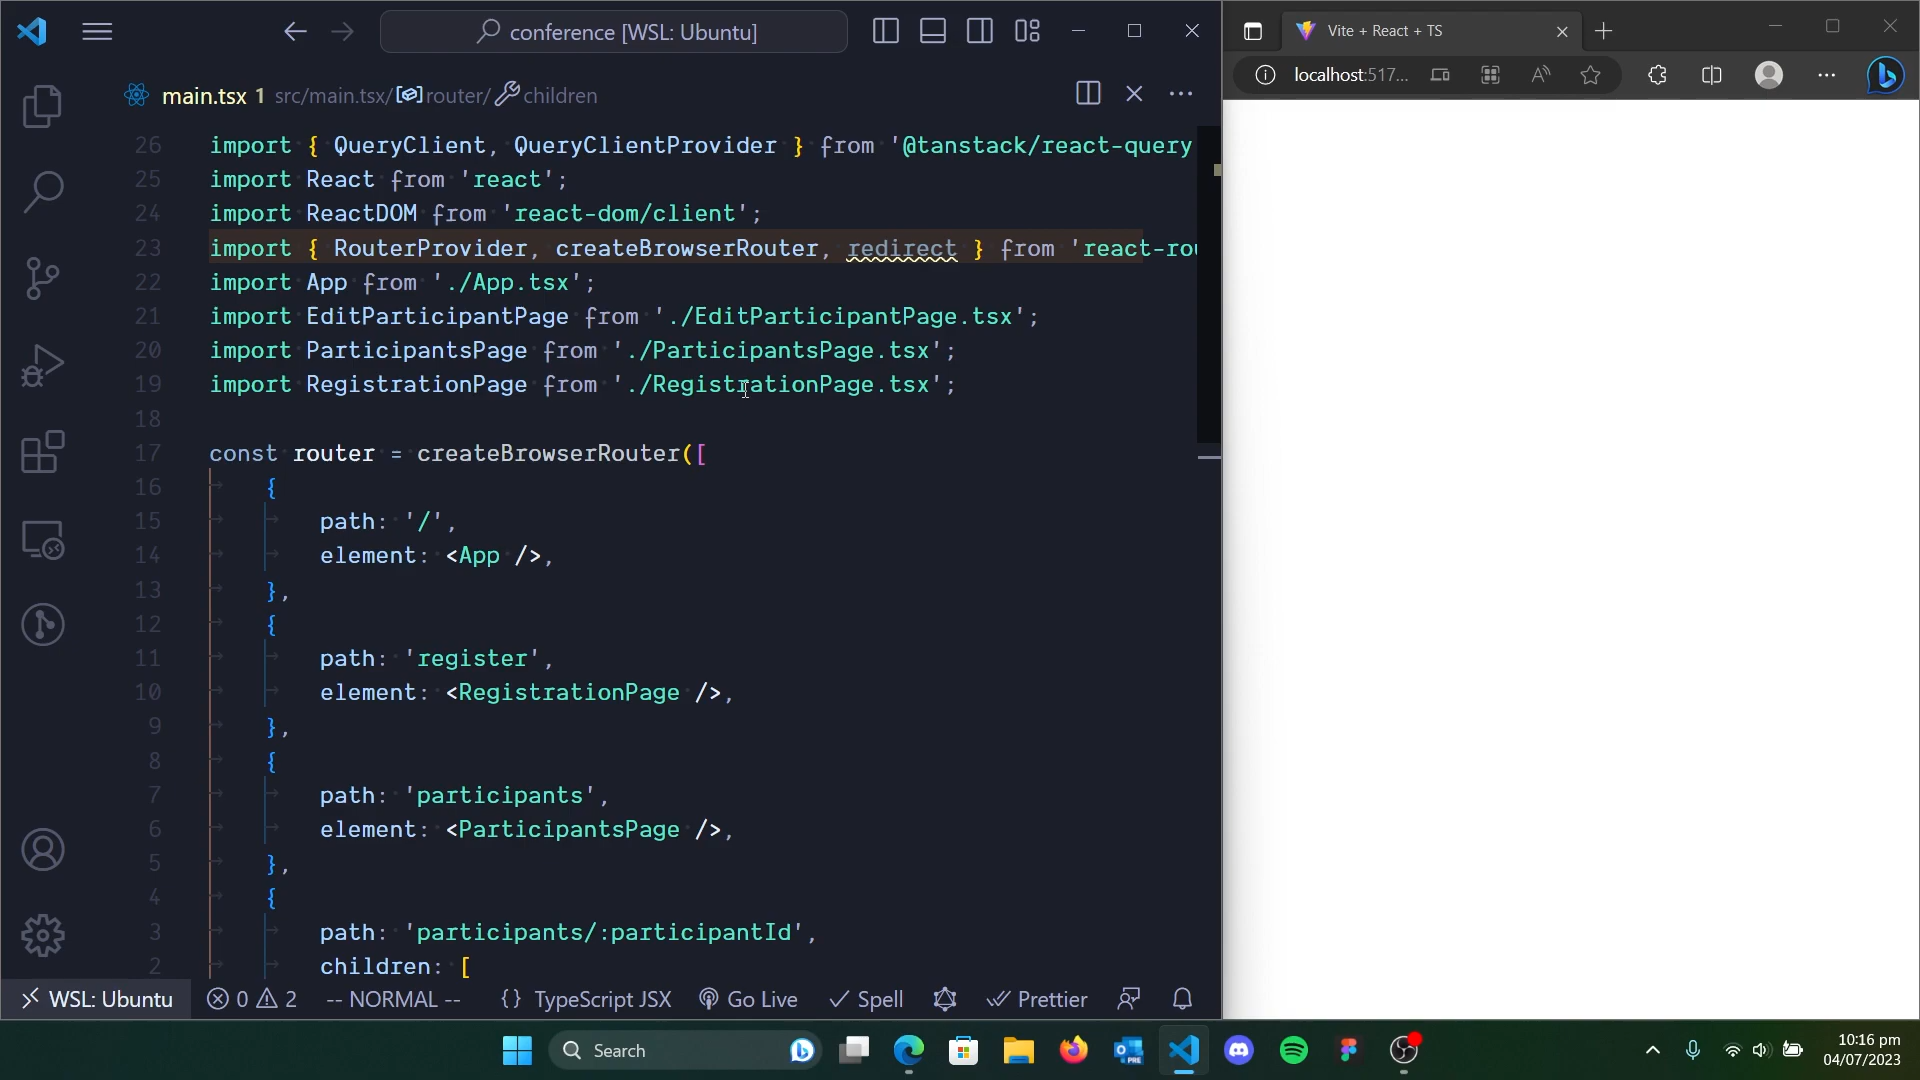 conference [WSL: Ubuntu]
main.tsx 1 src/main.tsx/ router/ children
26 import { QueryClient, QueryClientProvider } from '@tanstack/react-query
25 import React from 'react';
24 import ReactDOM from 'react-dom/client';
23 import { RouterProvider, createBrowserRouter, redirect } from 'react-rou
22 import App from './App.tsx';
21 import EditParticipantPage from './EditParticipantPage.tsx';
20 import ParticipantsPage from './ParticipantsPage.tsx';
19 import RegistrationPage from './RegistrationPage.tsx';
18
17 const router = createBrowserRouter([
16 {
15 path: '/',
14 element: <App />,
13 },
12 {
11 path: 'register',
10 element: <RegistrationPage />,
9 },
8 {
7 path: 'participants',
6 element: <ParticipantsPage />,
5 },
4 {
3 path: 'participants/:participantId',
2 children: [
WSL: Ubuntu 0 2 -- NORMAL -- {} TypeScript JSX Go Live Spell Prettier
Vite + React + TS
localhost:517...
Search
PRE
10:16 pm
04/07/2023